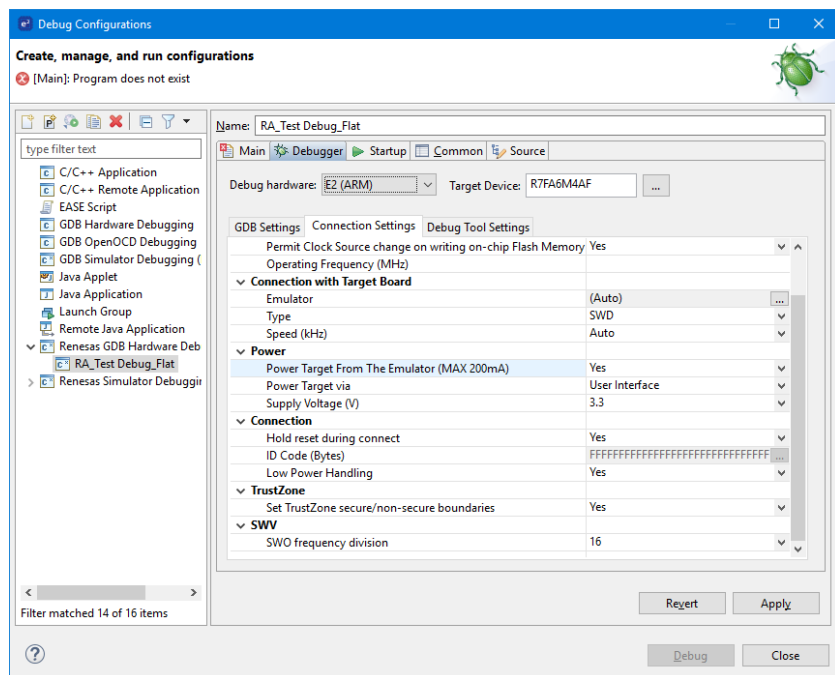 Debug Configurations
Create, manage, and run configurations
[Main]: Program does not exist
Name: RA_Test Debug_Flat
type filter text
Main Debugger Startup Common Source
C/C++ Application
C/C++ Remote Application
EASE Script
GDB Hardware Debugging
GDB OpenOCD Debugging
GDB Simulator Debugging (
Java Applet
Java Application
Launch Group
Remote Java Application
Renesas GDB Hardware Deb
RA_Test Debug_Flat
Renesas Simulator Debuggin
Filter matched 14 of 16 items
Debug hardware: E2 (ARM) Target Device: R7FA6M4AF ...
GDB Settings Connection Settings Debug Tool Settings
Permit Clock Source change on writing on-chip Flash Memory Yes
Operating Frequency (MHz)
Connection with Target Board
Emulator (Auto) ...
Type SWD
Speed (kHz) Auto
Power
Power Target From The Emulator (MAX 200mA) Yes
Power Target via User Interface
Supply Voltage (V) 3.3
Connection
Hold reset during connect Yes
ID Code (Bytes) FFFFFFFFFFFFFFFFFFFFFFFFFFFFFFFF ...
Low Power Handling Yes
TrustZone
Set TrustZone secure/non-secure boundaries Yes
SWV
SWO frequency division 16
Revert Apply
? Debug Close